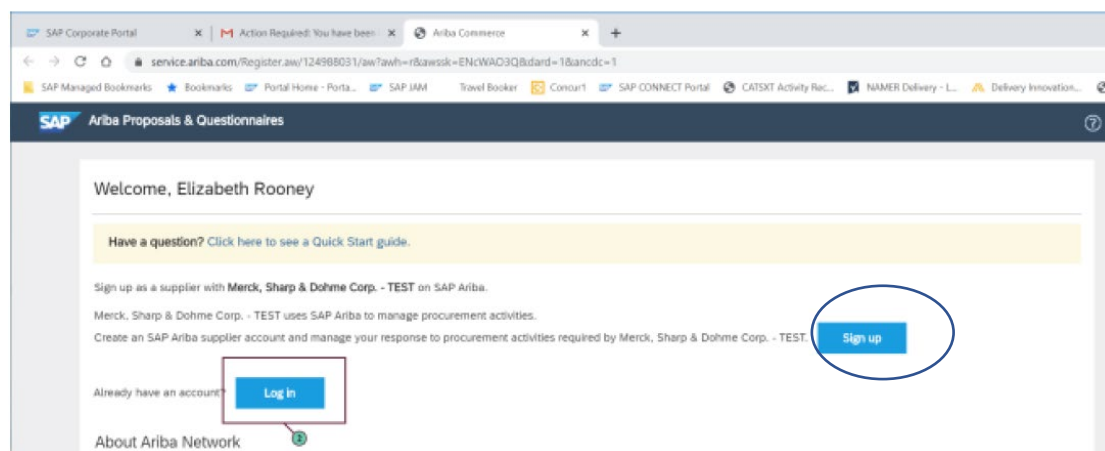 SAP Corporate Portal × M Action Required: You have been × Ariba Commerce × +
service.ariba.com/Register.aw/124988031/aw?awh=r&awssk=ENcWAO3Q&dard=1&ancdc=1
SAP Managed Bookmarks Bookmarks Portal Home - Porta... SAP JAM Travel Booker Concur1 SAP CONNECT Portal CATSXT Activity Rec... NAMER Delivery - L... Delivery Innovation...
SAP Ariba Proposals & Questionnaires ?
Welcome, Elizabeth Rooney
Have a question? Click here to see a Quick Start guide.
Sign up as a supplier with Merck, Sharp & Dohme Corp. - TEST on SAP Ariba.
Merck, Sharp & Dohme Corp. - TEST uses SAP Ariba to manage procurement activities.
Create an SAP Ariba supplier account and manage your response to procurement activities required by Merck, Sharp & Dohme Corp. - TEST. Sign up
Already have an account? Log in
2
About Ariba Network